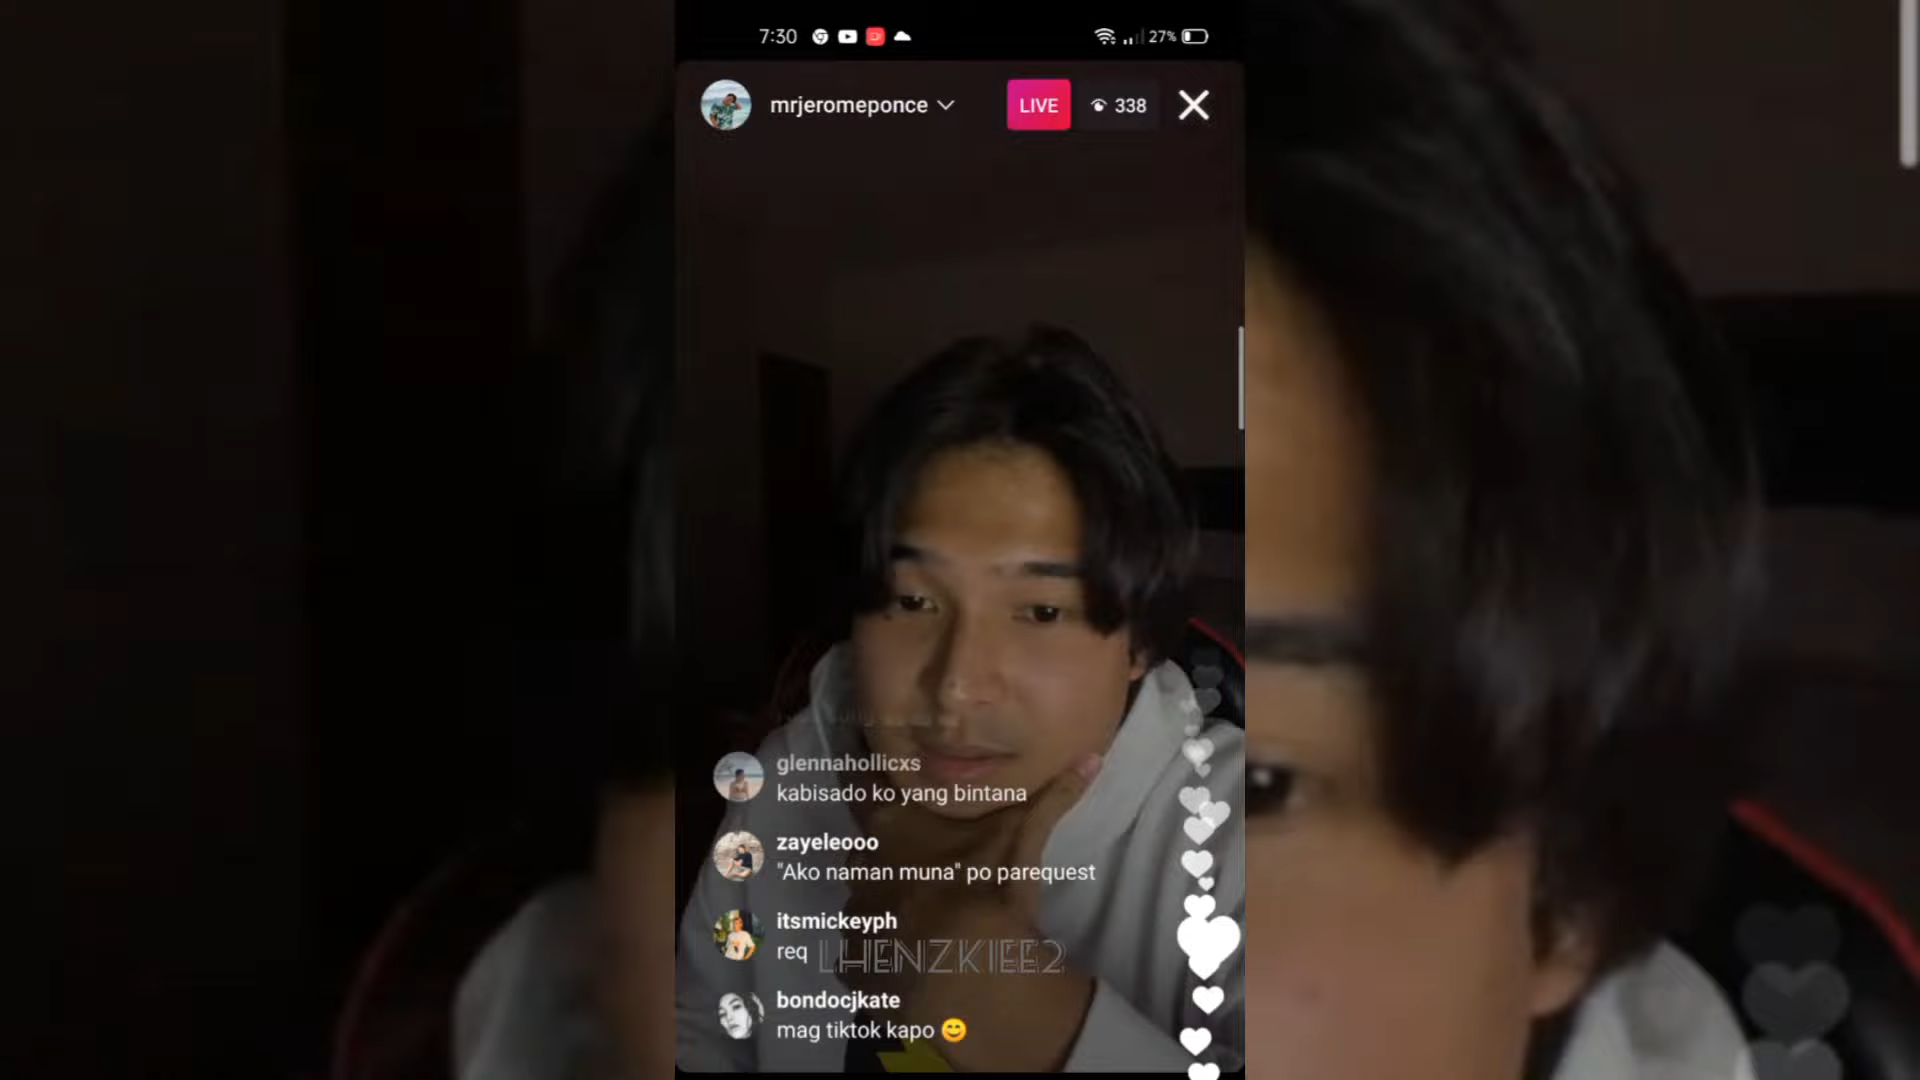 7:30
27%
mrjeromeponce
LIVE
338
glennahollicxs
kabisado ko yang bintana
zayeleooo
"Ako naman muna" po parequest
itsmickeyph
req
LHENZKIEE2
bondocjkate
mag tiktok kapo 😊